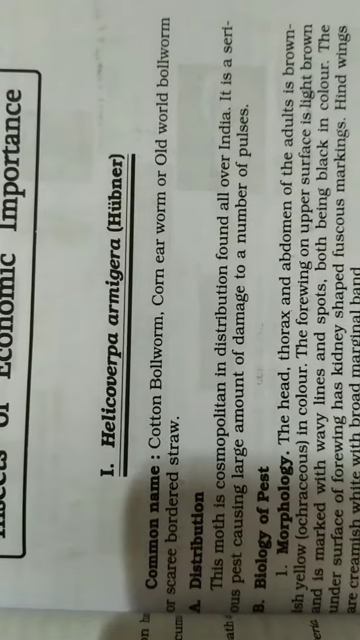 Insects of Economic Importance
I. Helicoverpa armigera (Hübner)
Common name : Cotton Bollworm, Corn ear worm or Old world bollworm
or scaree bordered straw.
A. Distribution
This moth is cosmopolitan in distribution found all over India. It is a seri-
ous pest causing large amount of damage to a number of pulses.
B. Biology of Pest
1. Morphology. The head, thorax and abdomen of the adults is brown-
ish yellow (ochraceous) in colour. The forewing on upper surface is light brown
and is marked with wavy lines and spots, both being black in colour. The
under surface of forewing has kidney shaped fuscous markings. Hind wings
are creamish white with broad marginal band